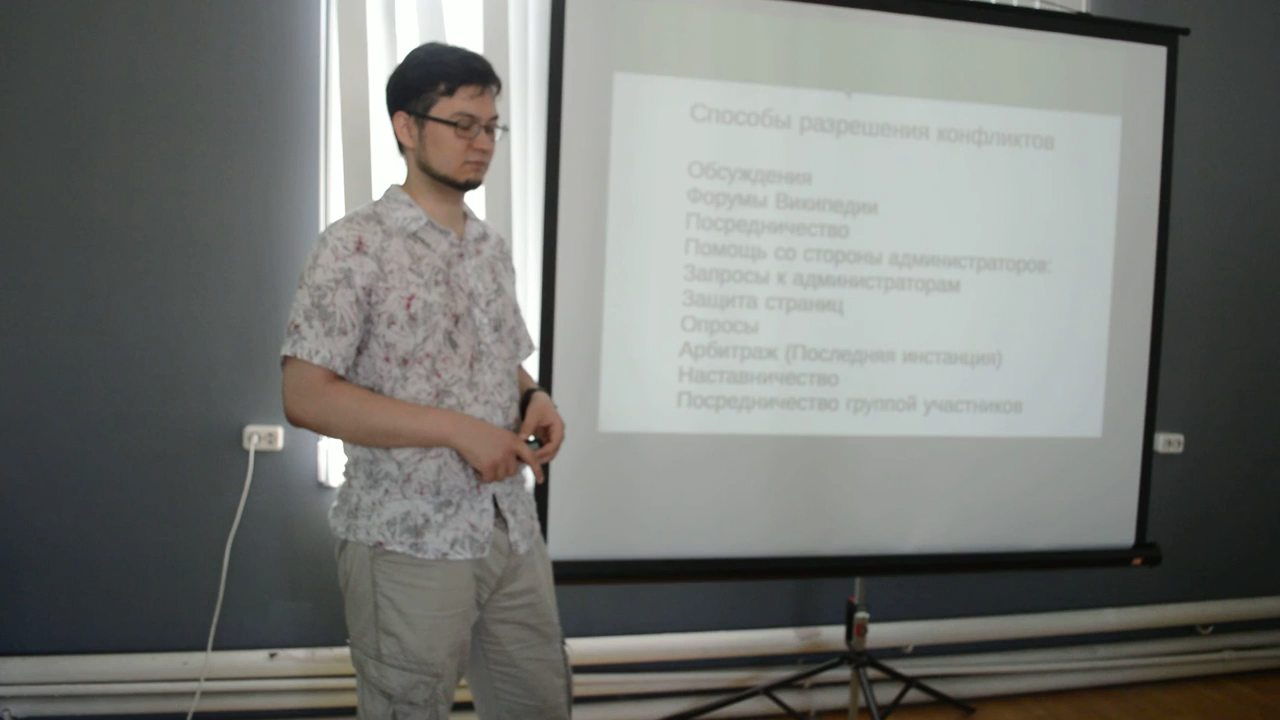 Способы разрешения конфликтов
Обсуждения
Форумы Википедии
Посредничество
Помощь со стороны администраторов:
Запросы к администраторам
Защита страниц
Опросы
Арбитраж (Последняя инстанция)
Наставничество
Посредничество группой участников